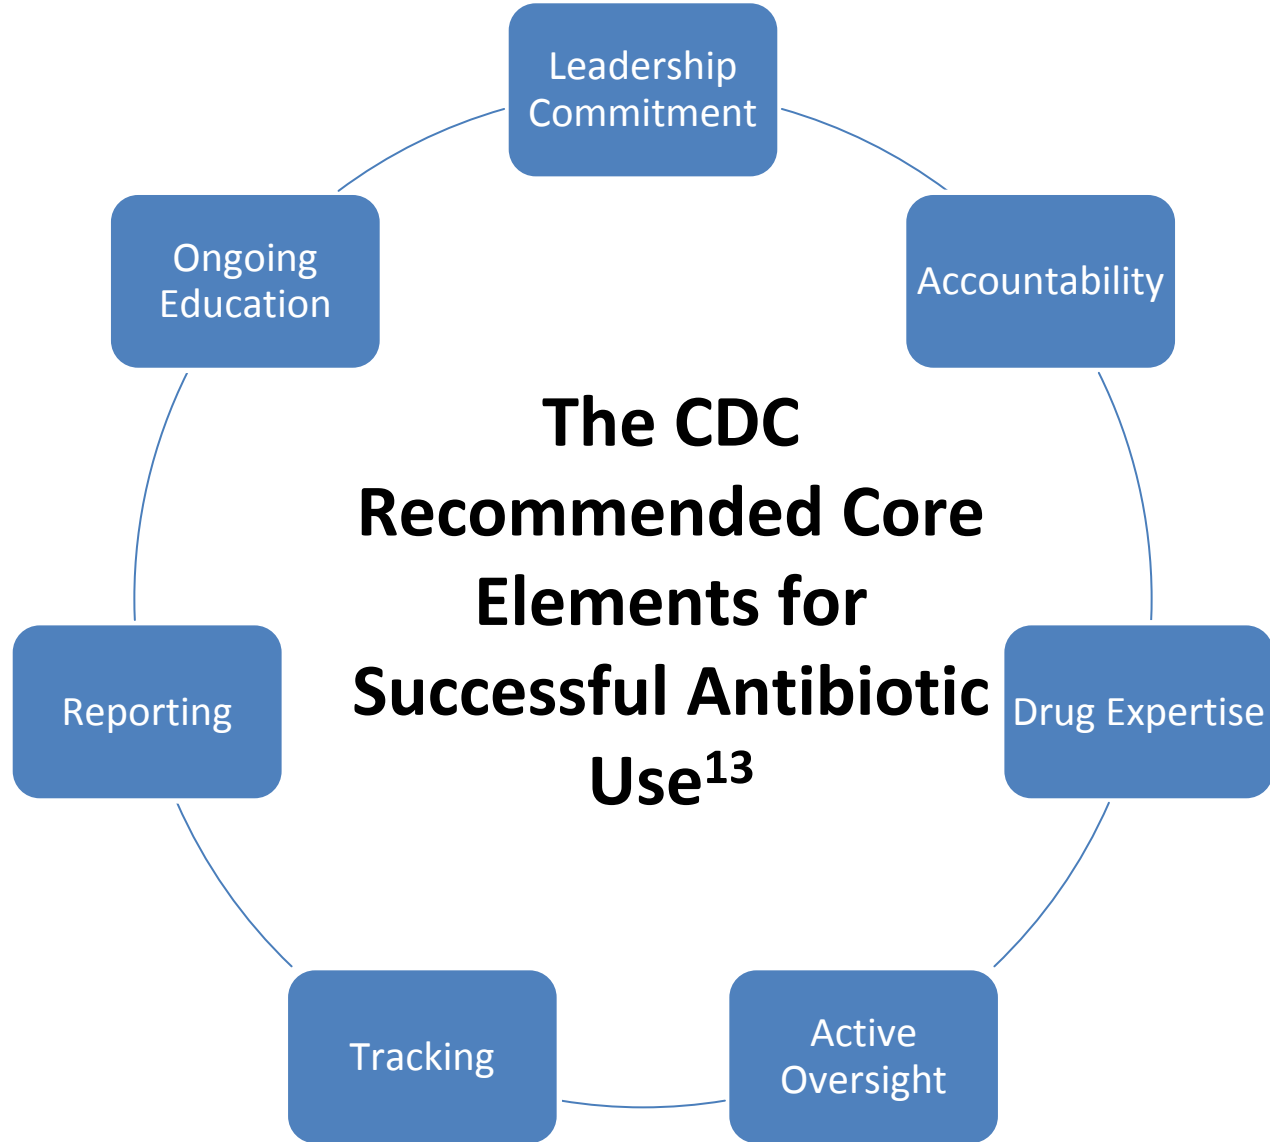 Leadership
Commitment
Accountability
Drug Expertise
Active
Oversight
Tracking
Reporting
Ongoing
Education
The CDC
Recommended Core
Elements for
Successful Antibiotic
Use¹³